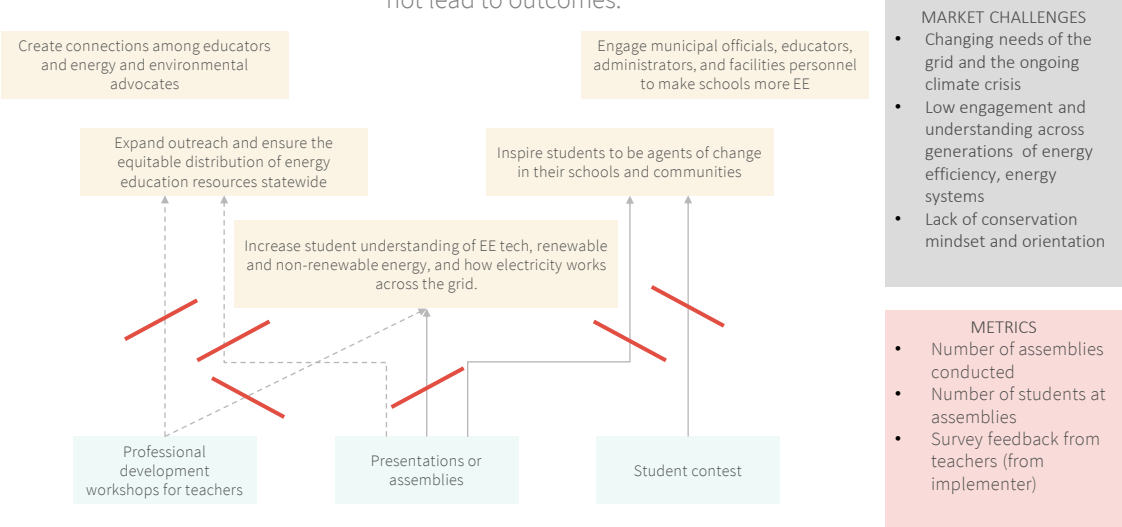 not lead to outcomes.
Create connections among educators
and energy and environmental
advocates
Engage municipal officials, educators,
administrators, and facilities personnel
to make schools more EE
Expand outreach and ensure the
equitable distribution of energy
education resources statewide
Inspire students to be agents of change
in their schools and communities
Increase student understanding of EE tech, renewable
and non-renewable energy, and how electricity works
across the grid.
Professional
development
workshops for teachers
Presentations or
assemblies
Student contest
MARKET CHALLENGES
• Changing needs of the
grid and the ongoing
climate crisis
• Low engagement and
understanding across
generations of energy
efficiency, energy
systems
• Lack of conservation
mindset and orientation
METRICS
• Number of assemblies
conducted
• Number of students at
assemblies
• Survey feedback from
teachers (from
implementer)